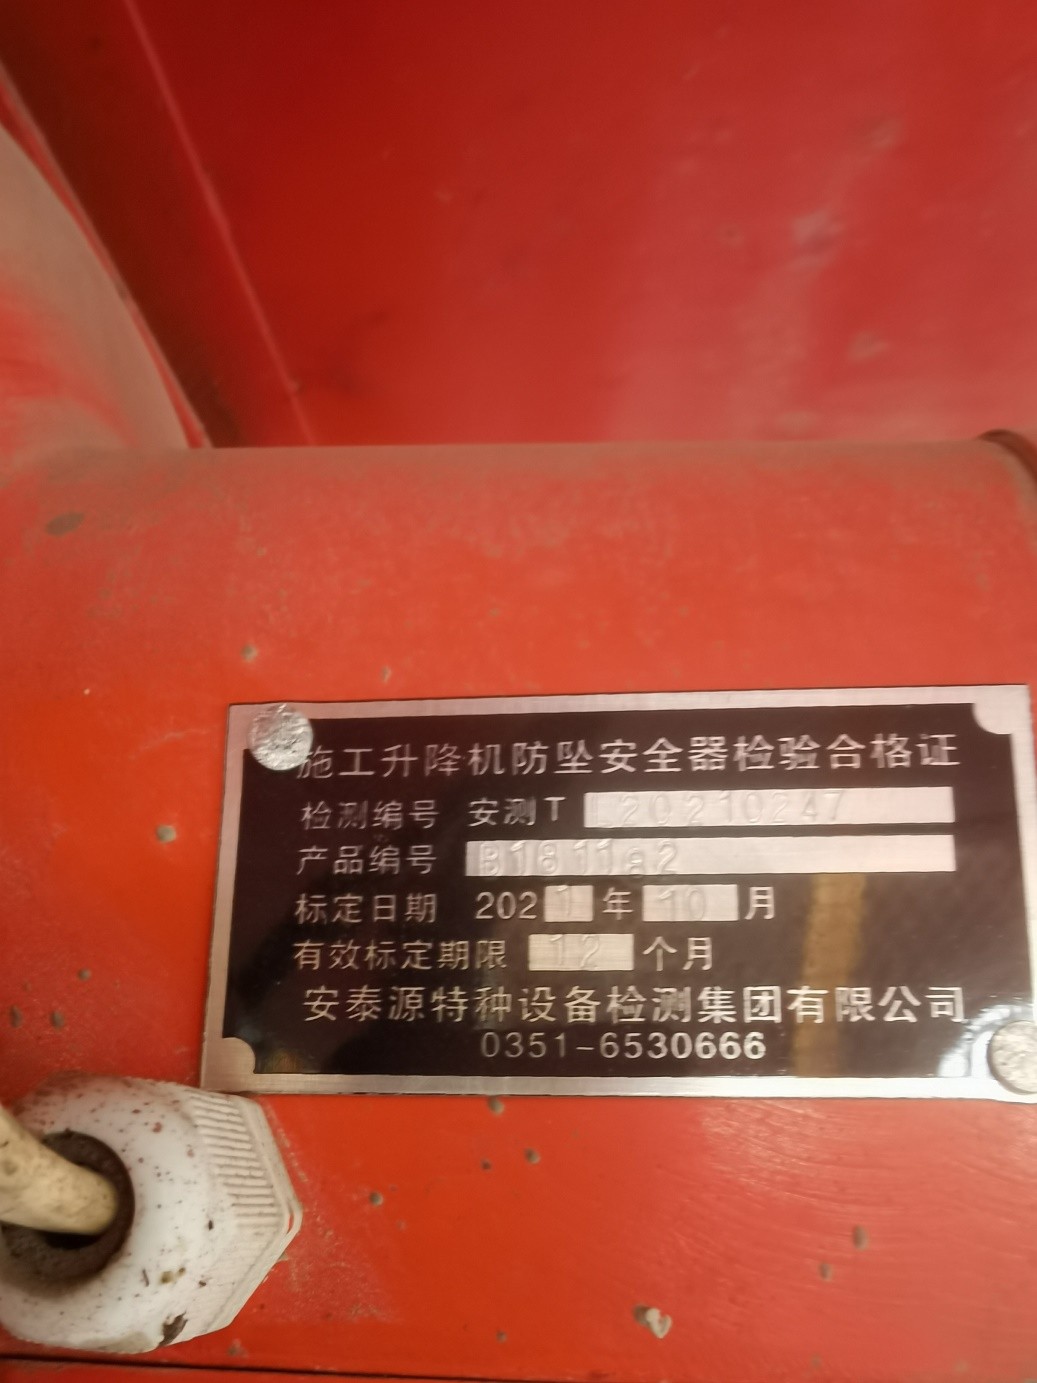 施工升降机防坠安全器检验合格证
检测编号 安测T L20210247
产品编号
标定日期 2021年10月
有效标定期限 12个月
安泰源特种设备检测集团有限公司
0351-6530666